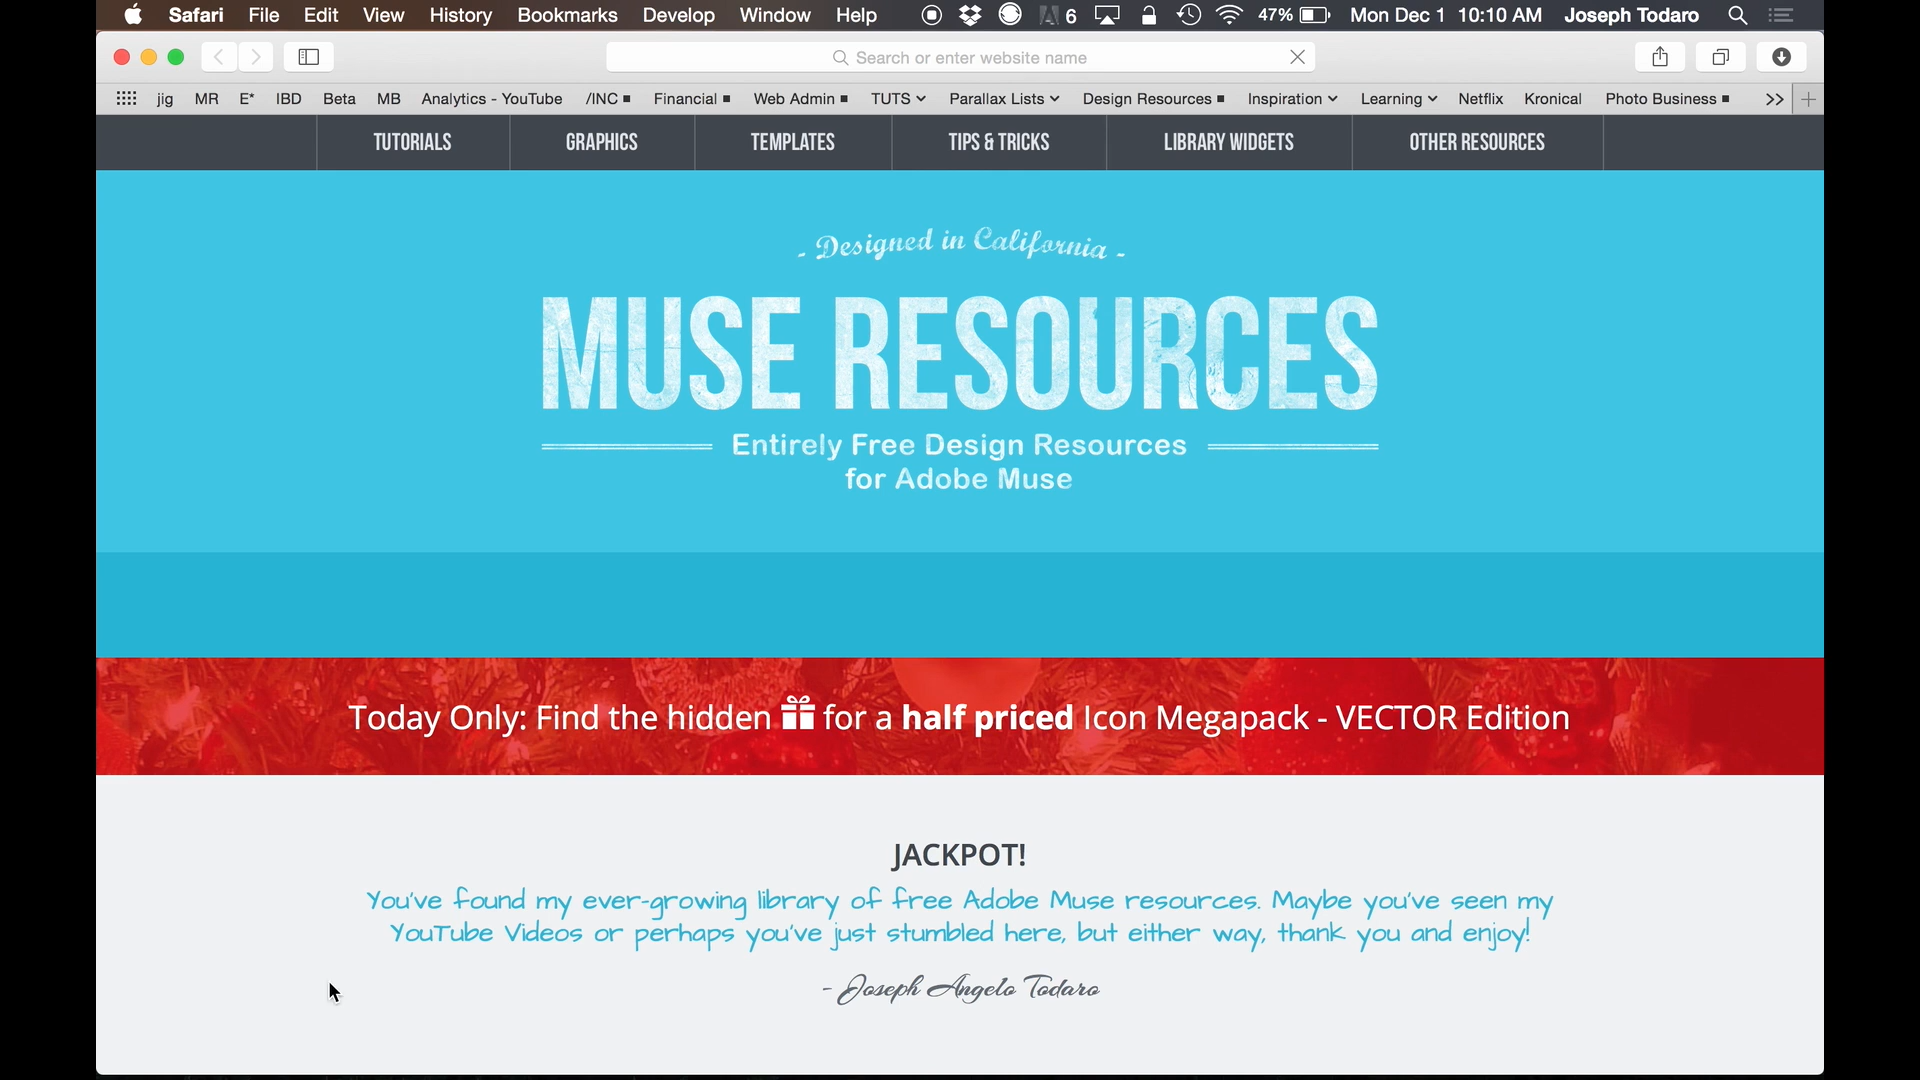 Safari File Edit View History Bookmarks Develop Window Help 6 47% Mon Dec 1 10:10 AM Joseph Todaro
Search or enter website name
jig MR E* IBD Beta MB Analytics - YouTube /INC Financial Web Admin TUTS Parallax Lists Design Resources Inspiration Learning Netflix Kronical Photo Business
TUTORIALS GRAPHICS TEMPLATES TIPS & TRICKS LIBRARY WIDGETS OTHER RESOURCES
- Designed in California -
MUSE RESOURCES
Entirely Free Design Resources
for Adobe Muse
Today Only: Find the hidden for a half priced Icon Megapack - VECTOR Edition
JACKPOT!
You've found my ever-growing library of free Adobe Muse resources. Maybe you've seen my
YouTube Videos or perhaps you've just stumbled here, but either way, thank you and enjoy!
- Joseph Angelo Todaro